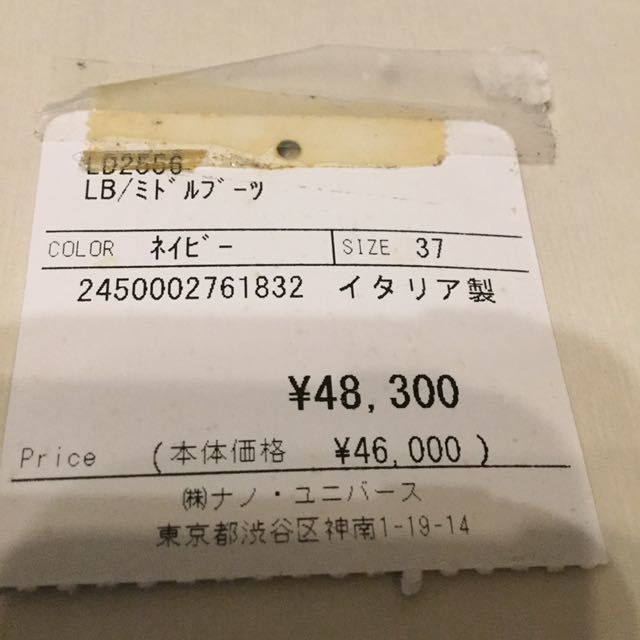 LD2556
LB/ﾐﾄﾞﾙﾌﾞｰﾂ
COLOR ﾈｲﾋﾞｰ SIZE 37
2450002761832 イタリア製
¥48,300
Price (本体価格 ¥46,000)
㈱ナノ・ユニバース
東京都渋谷区神南1-19-14